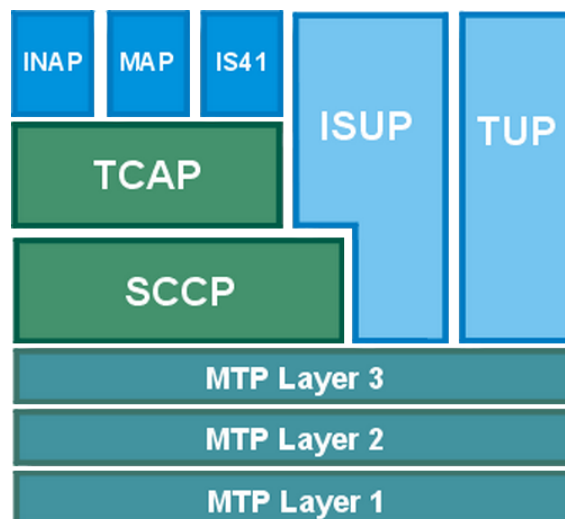 INAP MAP IS41
ISUP TUP
TCAP
SCCP
MTP Layer 3
MTP Layer 2
MTP Layer 1